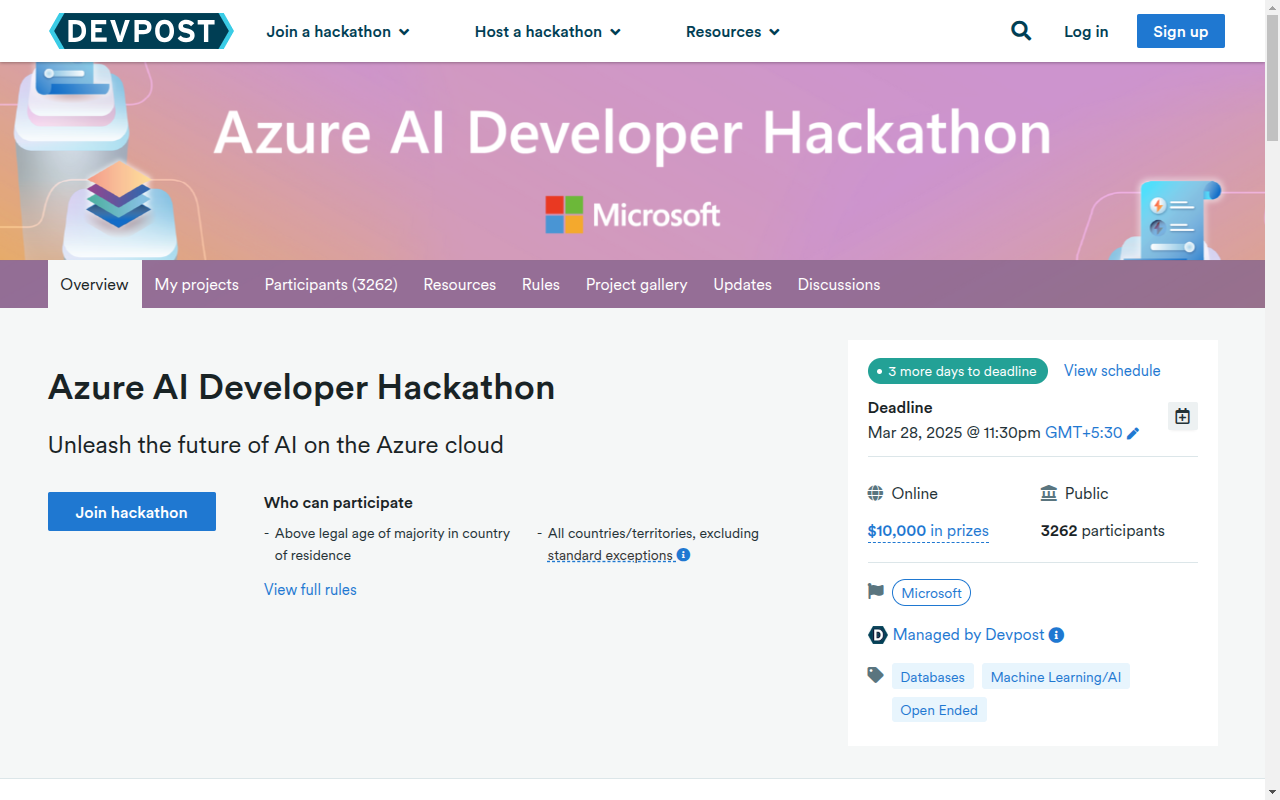 DEVPOST Join a hackathon Host a hackathon Resources Log in Sign up
Azure AI Developer Hackathon
Microsoft
Overview My projects Participants (3262) Resources Rules Project gallery Updates Discussions
Azure AI Developer Hackathon
Unleash the future of AI on the Azure cloud
Join hackathon
Who can participate
- Above legal age of majority in country
of residence
- All countries/territories, excluding
standard exceptions
View full rules
3 more days to deadline View schedule
Deadline
Mar 28, 2025 @ 11:30pm GMT+5:30
Online Public
$10,000 in prizes 3262 participants
Microsoft
D Managed by Devpost
Databases Machine Learning/AI
Open Ended